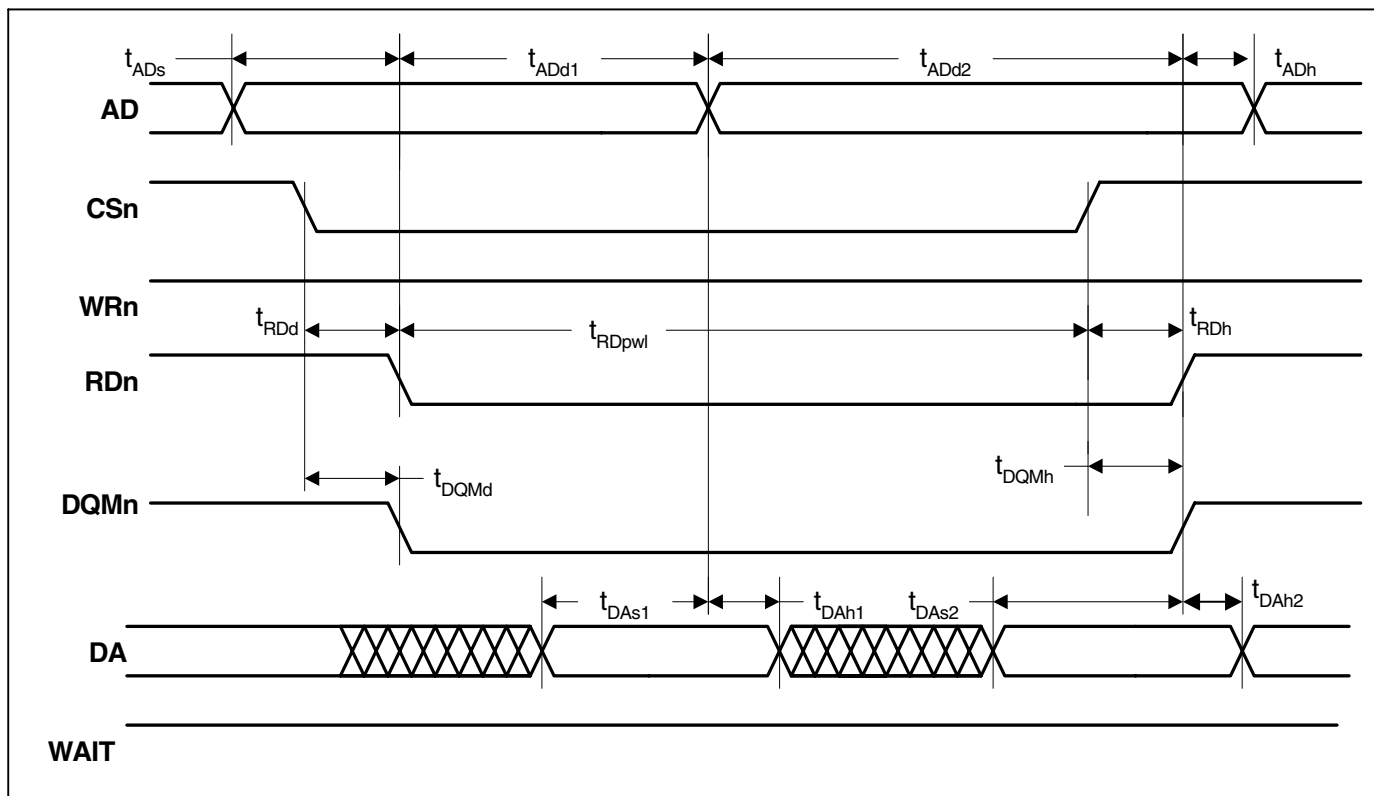 tADs tADd1 tADd2 tADh
AD
CSn
WRn
tRDd tRDpwl tRDh
RDn
tDQMd tDQMh
DQMn
tDAs1 tDAh1 tDAs2 tDAh2
DA
WAIT